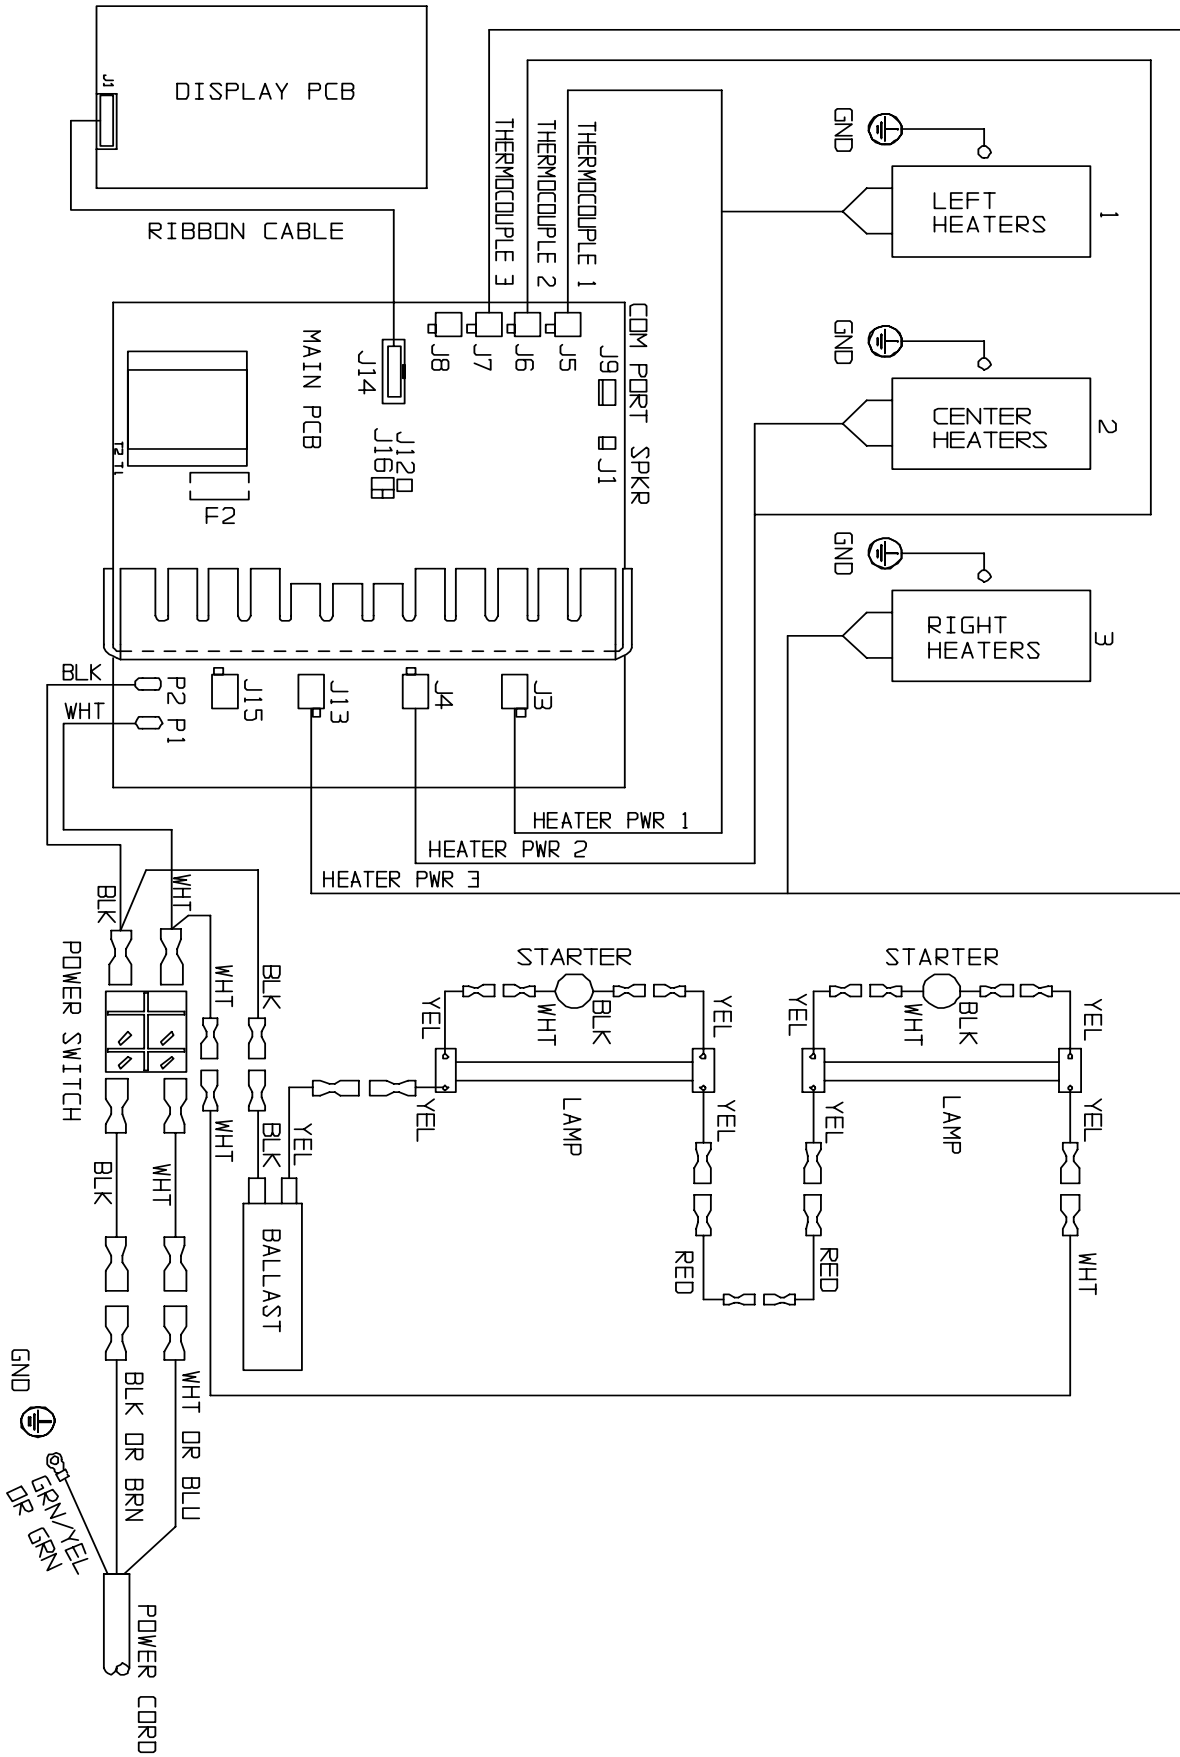 J1
DISPLAY PCB
RIBBON CABLE
THERMOCOUPLE 3
THERMOCOUPLE 2
THERMOCOUPLE 1
GND
LEFT
HEATERS
1
GND
CENTER
HEATERS
2
GND
RIGHT
HEATERS
3
MAIN PCB
J14
J8
J7
J6
J5
J9
COM PORT
SPKR
J1
J16
J12
T2 T1
F2
BLK
WHT
P2
P1
J15
J13
J4
J3
HEATER PWR 1
HEATER PWR 2
HEATER PWR 3
BLK
WHT
POWER SWITCH
WHT
BLK
WHT
BLK
YEL
BLK
WHT
BALLAST
STARTER
YEL
WHT
BLK
YEL
YEL
LAMP
YEL
RED
STARTER
YEL
WHT
BLK
YEL
YEL
LAMP
YEL
RED
WHT
GND
BLK OR BRN
WHT OR BLU
GRN/YEL
OR GRN
POWER CORD